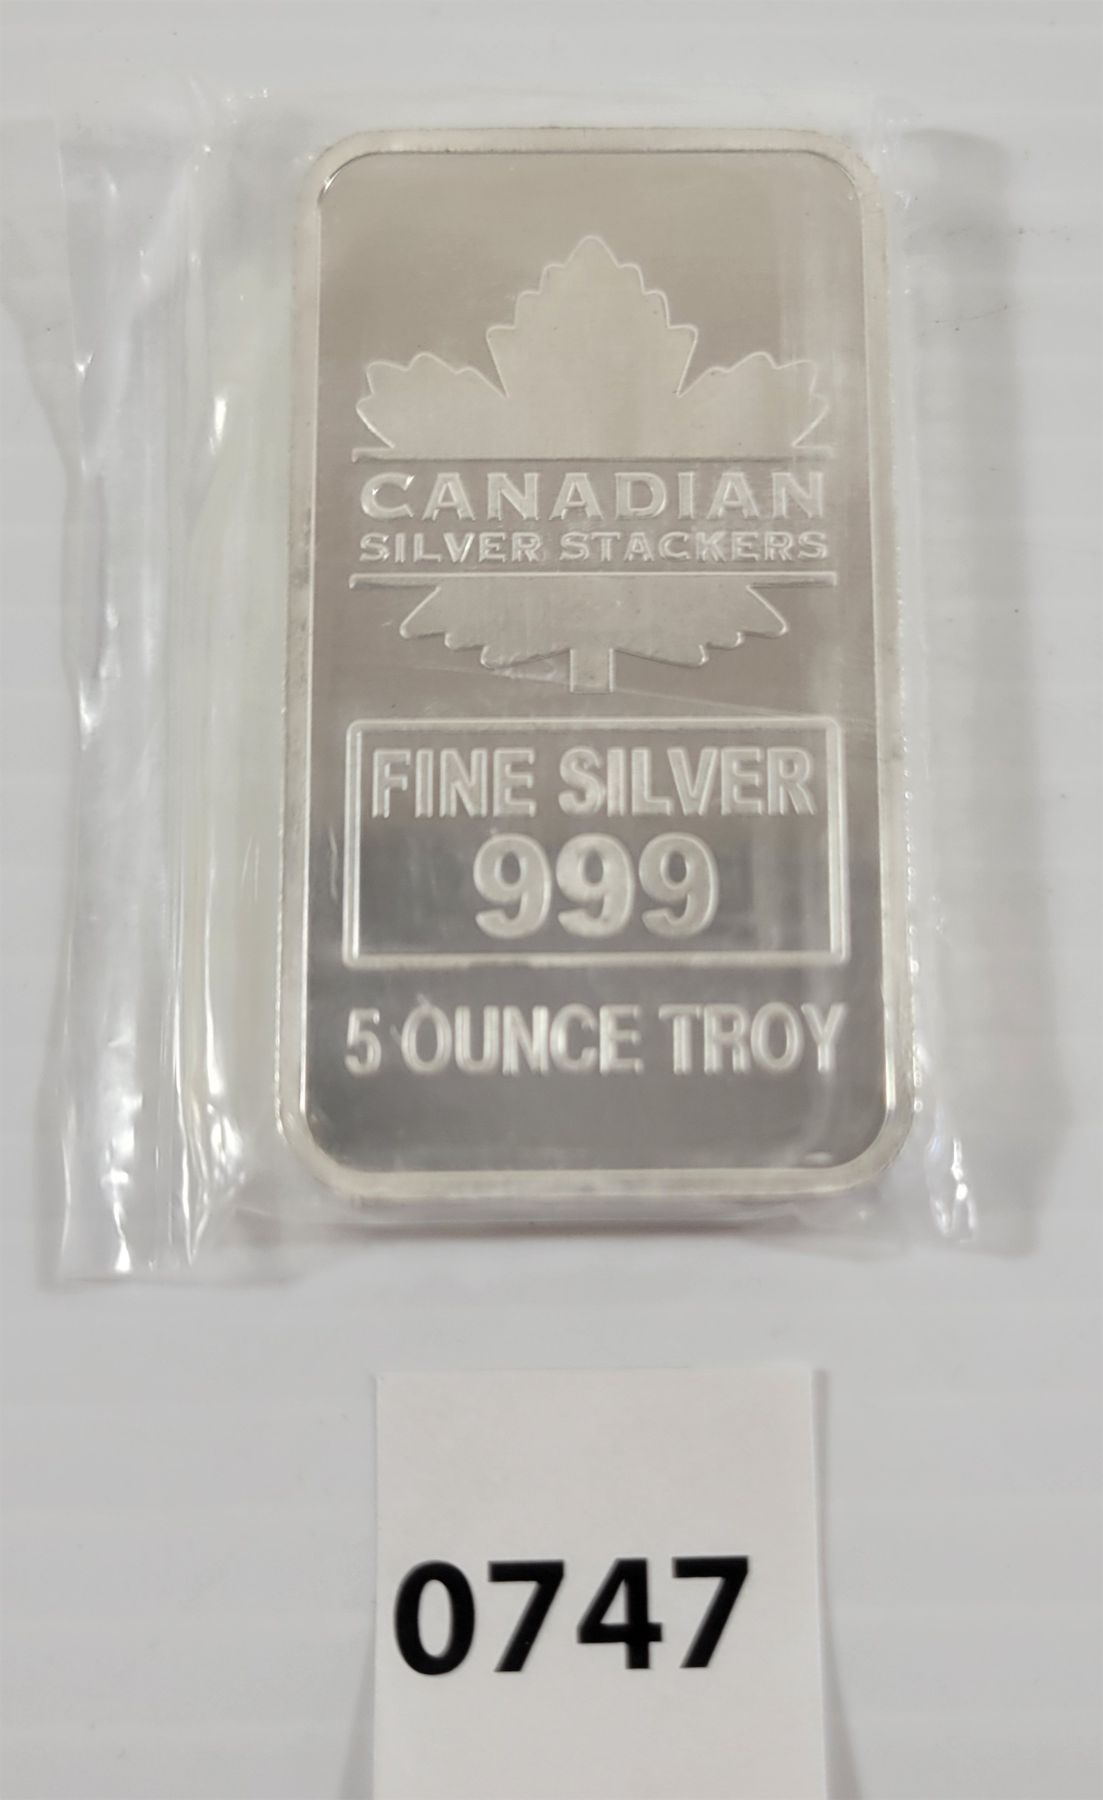 CANADIAN
SILVER STACKERS
FINE SILVER
999
5 OUNCE TROY
0747